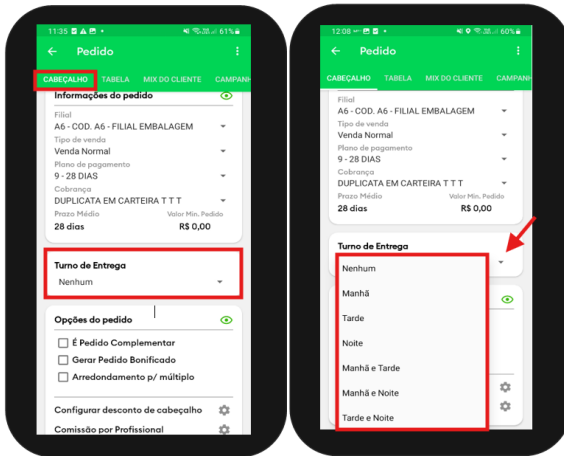 11:35
61%
Pedido
CABEÇALHO TABELA MIX DO CLIENTE CAMPANH
Informações do pedido
Filial
A6 - COD. A6 - FILIAL EMBALAGEM
Tipo de venda
Venda Normal
Plano de pagamento
9 - 28 DIAS
Cobrança
DUPLICATA EM CARTEIRA T T T
Prazo Médio Valor Min. Pedido
28 dias R$ 0,00
Turno de Entrega
Nenhum
Opções do pedido
É Pedido Complementar
Gerar Pedido Bonificado
Arredondamento p/ múltiplo
Configurar desconto de cabeçalho
Comissão por Profissional
12:08
60%
Pedido
CABEÇALHO TABELA MIX DO CLIENTE CAMPAN
Filial
A6 - COD. A6 - FILIAL EMBALAGEM
Tipo de venda
Venda Normal
Plano de pagamento
9 - 28 DIAS
Cobrança
DUPLICATA EM CARTEIRA T T T
Prazo Médio Valor Min. Pedido
28 dias R$ 0,00
Turno de Entrega
Nenhum
Manhã
Tarde
Noite
Manhã e Tarde
Manhã e Noite
Tarde e Noite